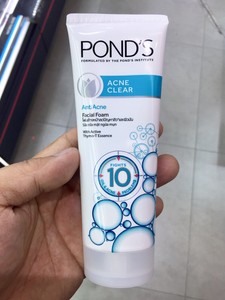 POND'S
FORMULATED BY THE POND'S INSTITUTE
ACNE
CLEAR
Anti Acne
Facial Foam
With Active
Thymo-T Essence
FIGHTS
10